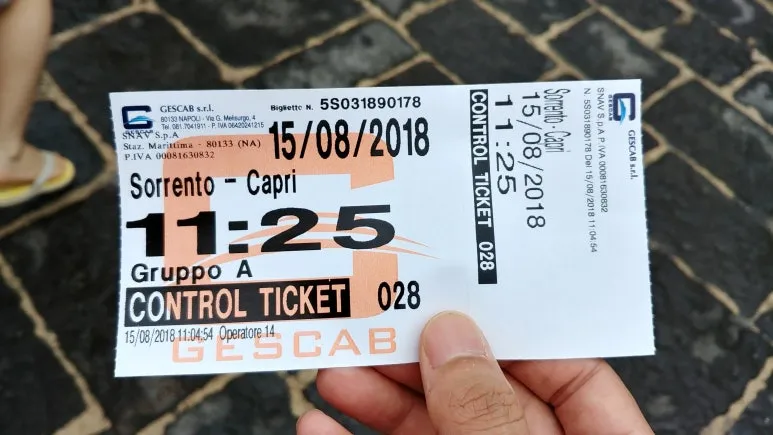 GESCAB s.r.l.
80133 NAPOLI - Via G. Melisurgo, 4
Tel. 081.7041911 - P. IVA 06420241215
GESCAB
SNAV S.p.A
Staz. Marittima - 80133 (NA)
P.IVA 00081630832
Biglietto N. 5S031890178
15/08/2018
Sorrento - Capri
11:25
Gruppo A
CONTROL TICKET 028
15/08/2018 11:04:54 Operatore 14
GESCAB
CONTROL TICKET 028
11:25
15/08/2018
Sorrento - Capri
N. 5S031890178 Del 15/08/2018 11:04:54
SNAV S.p.A P.IVA 00081630832
GESCAB
GESCAB s.r.l.